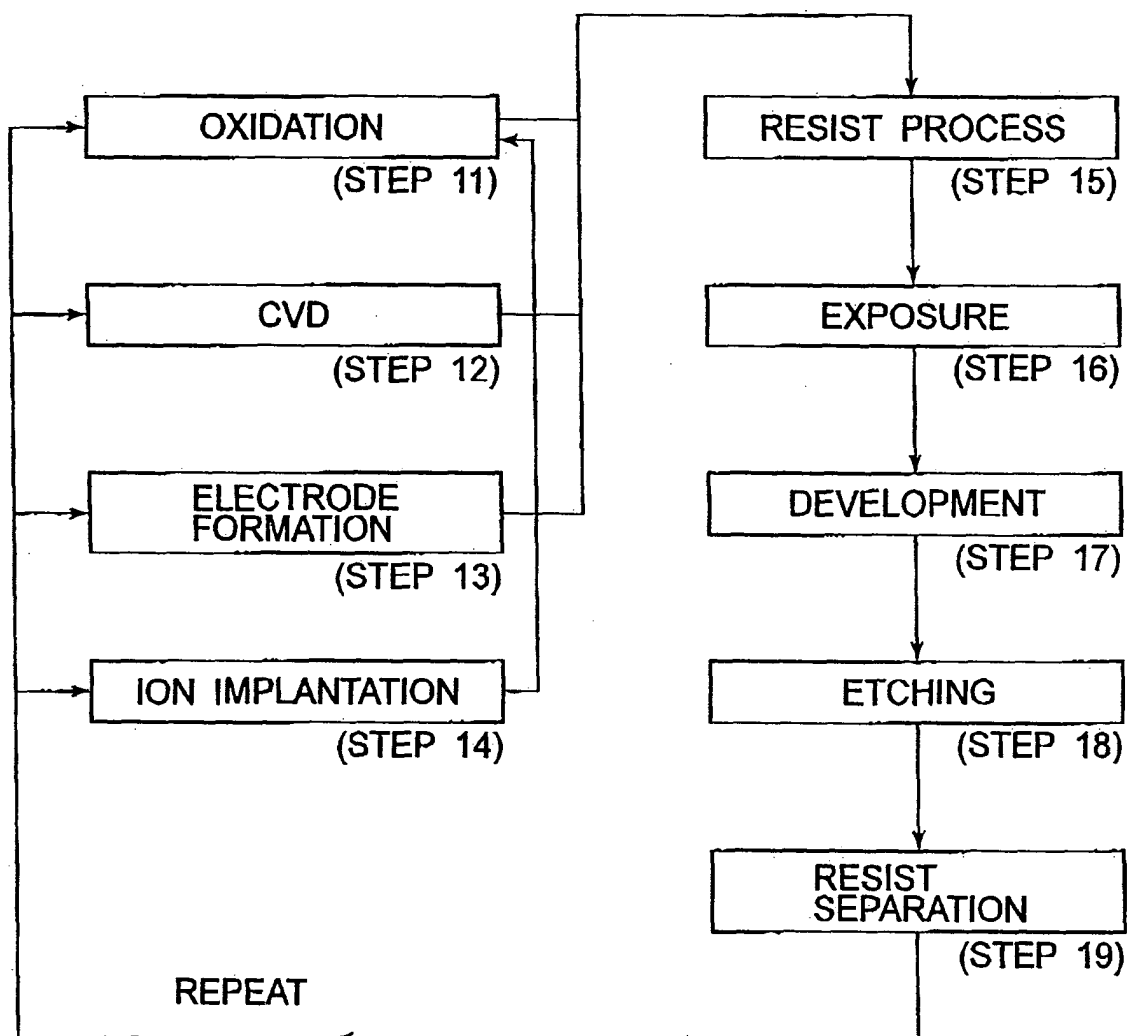 OXIDATION
(STEP 11)
CVD
(STEP 12)
ELECTRODE
FORMATION
(STEP 13)
ION IMPLANTATION
(STEP 14)
RESIST PROCESS
(STEP 15)
EXPOSURE
(STEP 16)
DEVELOPMENT
(STEP 17)
ETCHING
(STEP 18)
RESIST
SEPARATION
(STEP 19)
REPEAT